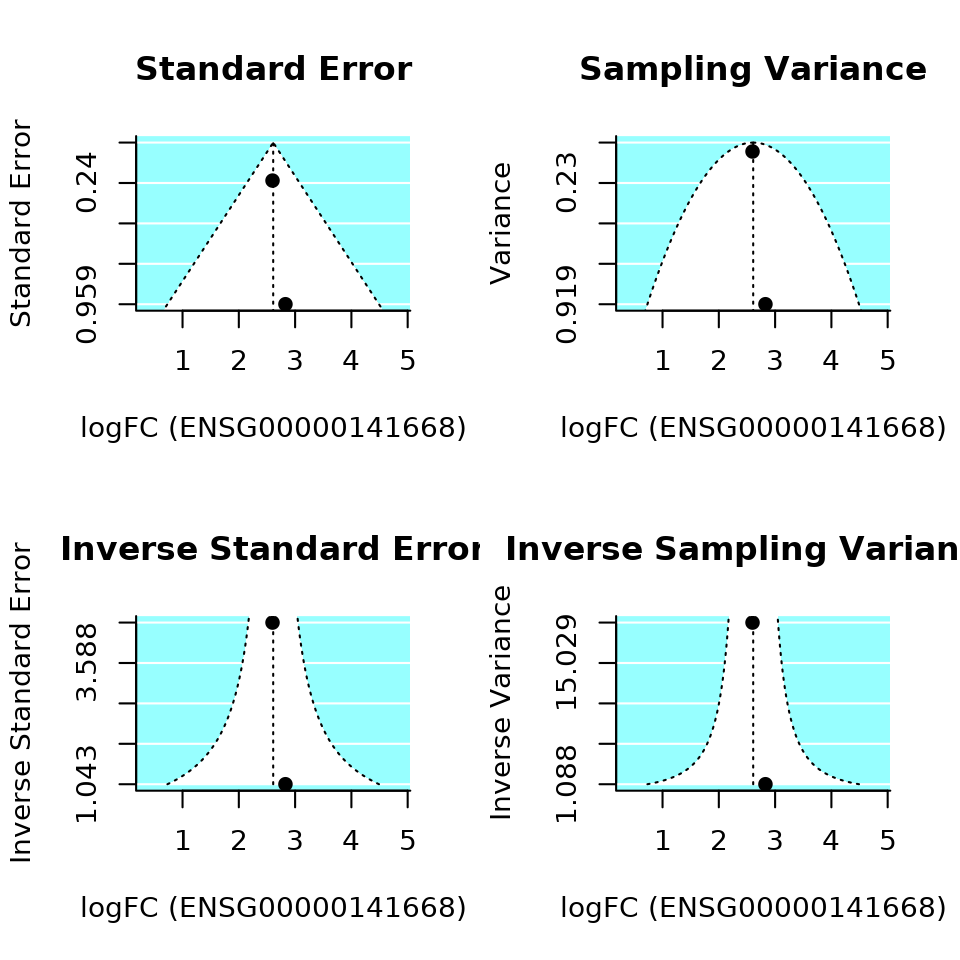 Standard Error
Standard Error
0.24
0.959
1 2 3 4 5
logFC (ENSG00000141668)
Sampling Variance
Variance
0.23
0.919
1 2 3 4 5
logFC (ENSG00000141668)
Inverse Standard Error
Inverse Standard Error
3.588
1.043
1 2 3 4 5
logFC (ENSG00000141668)
Inverse Sampling Varian
Inverse Variance
15.029
1.088
1 2 3 4 5
logFC (ENSG00000141668)